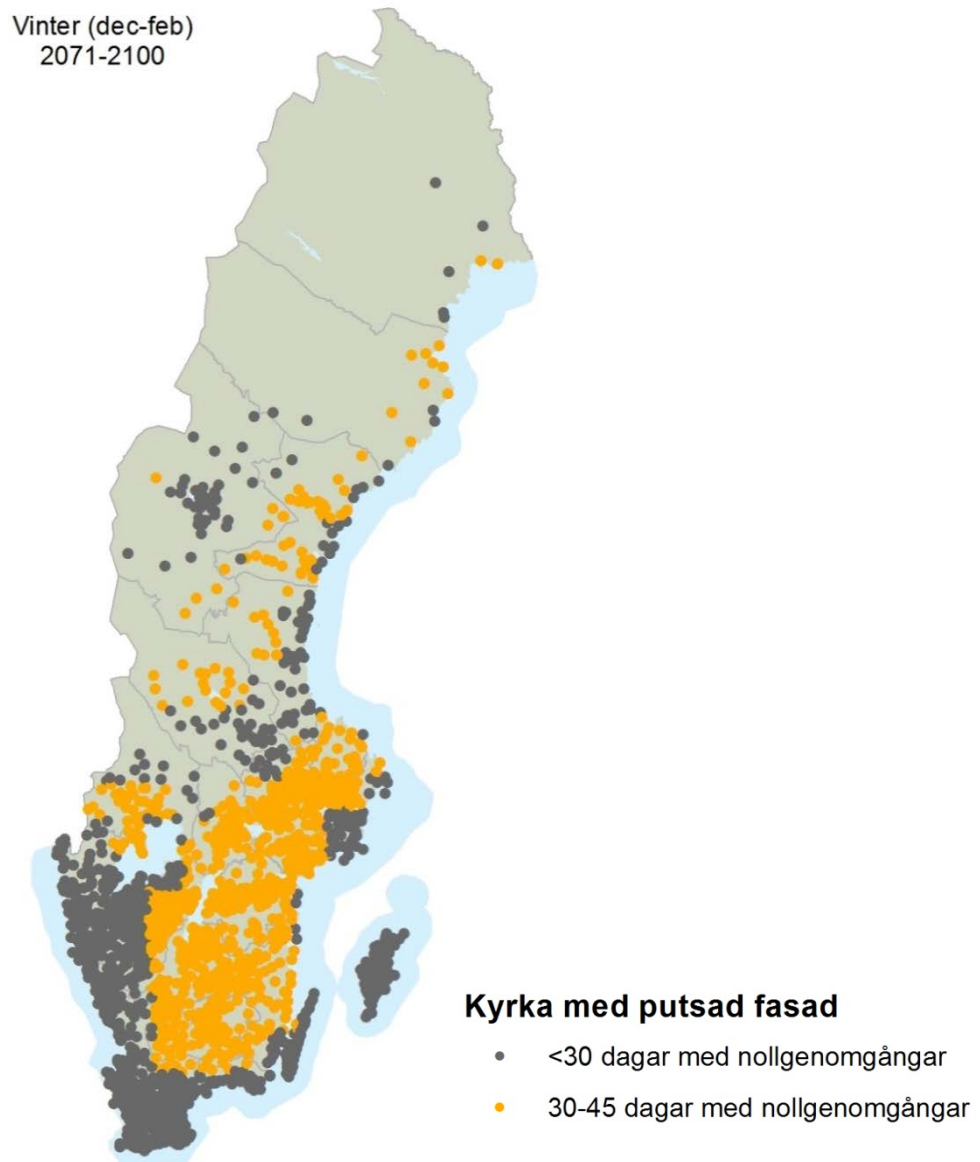 Vinter (dec-feb)
2071-2100
Kyrka med putsad fasad
<30 dagar med nollgenomgångar
30-45 dagar med nollgenomgångar